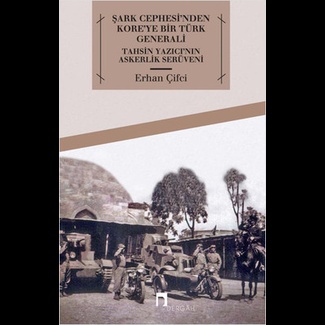 ŞARK CEPHESİ'NDEN
KORE'YE BİR TÜRK
GENERALİ
TAHSİN YAZICI'NIN
ASKERLİK SERÜVENİ
Erhan Çifci
DERGÂH